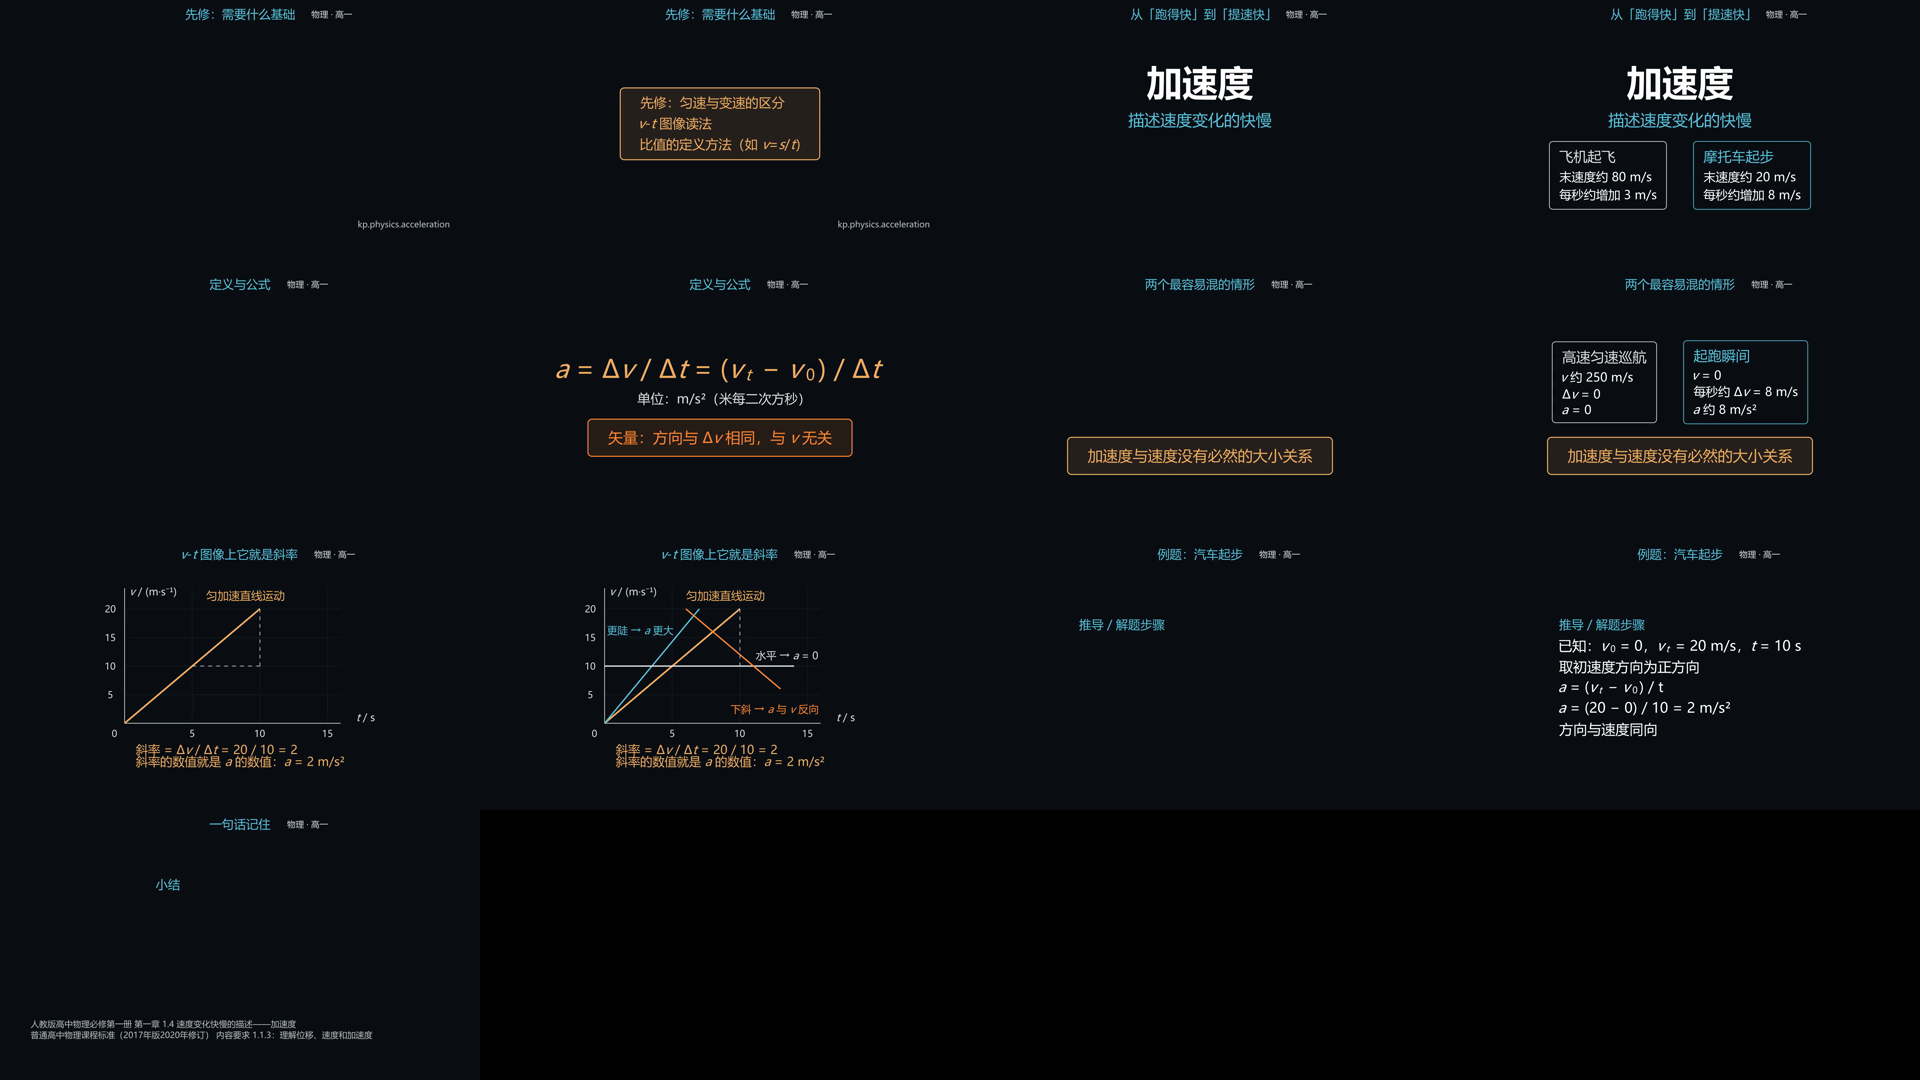 先修：需要什么基础 物理 · 高一
kp.physics.acceleration
先修：需要什么基础 物理 · 高一
先修：匀速与变速的区分
v-t 图像读法
比值的定义方法（如 v=s/t)
kp.physics.acceleration
从「跑得快」到「提速快」 物理 · 高一
加速度
描述速度变化的快慢
从「跑得快」到「提速快」 物理 · 高一
加速度
描述速度变化的快慢
飞机起飞
末速度约 80 m/s
每秒约增加 3 m/s
摩托车起步
末速度约 20 m/s
每秒约增加 8 m/s
定义与公式 物理 · 高一
定义与公式 物理 · 高一
a = Δv / Δt = (vₜ − v₀) / Δt
单位：m/s²（米每二次方秒）
矢量：方向与 Δv 相同，与 v 无关
两个最容易混的情形 物理 · 高一
加速度与速度没有必然的大小关系
两个最容易混的情形 物理 · 高一
高速匀速巡航
v 约 250 m/s
Δv = 0
a = 0
起跑瞬间
v = 0
每秒约 Δv = 8 m/s
a 约 8 m/s²
加速度与速度没有必然的大小关系
v-t 图像上它就是斜率 物理 · 高一
v / (m·s⁻¹)
匀加速直线运动
20
15
10
5
t / s
0 5 10 15
斜率 = Δv / Δt = 20 / 10 = 2
斜率的数值就是 a 的数值：a = 2 m/s²
v-t 图像上它就是斜率 物理 · 高一
v / (m·s⁻¹)
匀加速直线运动
20
更陡 → a 更大
15
水平 → a = 0
10
5
下斜 → a 与 v 反向
t / s
0 5 10 15
斜率 = Δv / Δt = 20 / 10 = 2
斜率的数值就是 a 的数值：a = 2 m/s²
例题：汽车起步 物理 · 高一
推导 / 解题步骤
例题：汽车起步 物理 · 高一
推导 / 解题步骤
已知：v₀ = 0，vₜ = 20 m/s，t = 10 s
取初速度方向为正方向
a = (vₜ − v₀) / t
a = (20 − 0) / 10 = 2 m/s²
方向与速度同向
一句话记住 物理 · 高一
小结
人教版高中物理必修第一册 第一章 1.4 速度变化快慢的描述——加速度
普通高中物理课程标准（2017年版2020年修订） 内容要求 1.1.3：理解位移、速度和加速度